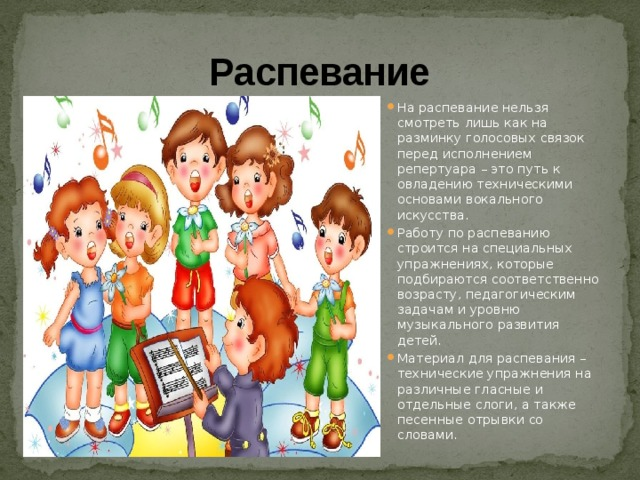 Распевание
На распевание нельзя
смотреть лишь как на
разминку голосовых связок
перед исполнением
репертуара – это путь к
овладению техническими
основами вокального
искусства.
Работу по распеванию
строится на специальных
упражнениях, которые
подбираются соответственно
возрасту, педагогическим
задачам и уровню
музыкального развития
детей.
Материал для распевания –
технические упражнения на
различные гласные и
отдельные слоги, а также
песенные отрывки со
словами.